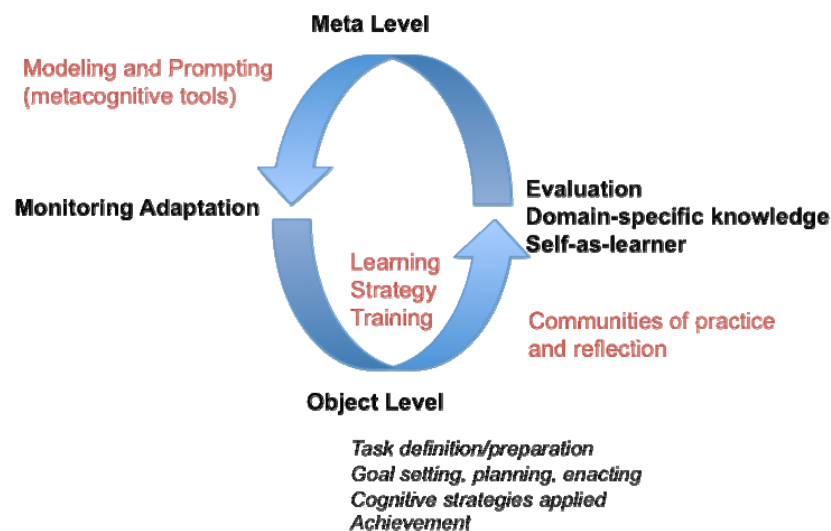 Meta Level
Modeling and Prompting
(metacognitive tools)
Monitoring Adaptation
Evaluation
Domain-specific knowledge
Self-as-learner
Learning
Strategy
Training
Communities of practice
and reflection
Object Level
Task definition/preparation
Goal setting, planning, enacting
Cognitive strategies applied
Achievement